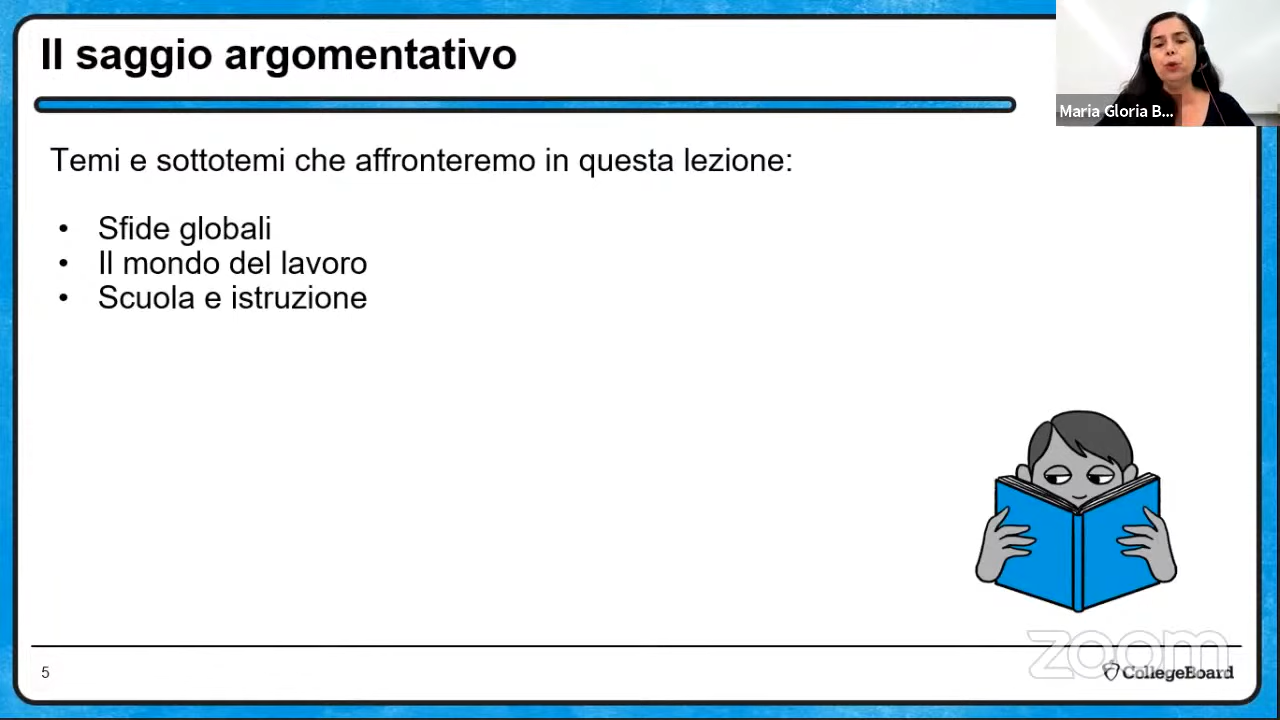 Il saggio argomentativo
Maria Gloria B...
Temi e sottotemi che affronteremo in questa lezione:
• Sfide globali
• Il mondo del lavoro
• Scuola e istruzione
zoom
5
CollegeBoard